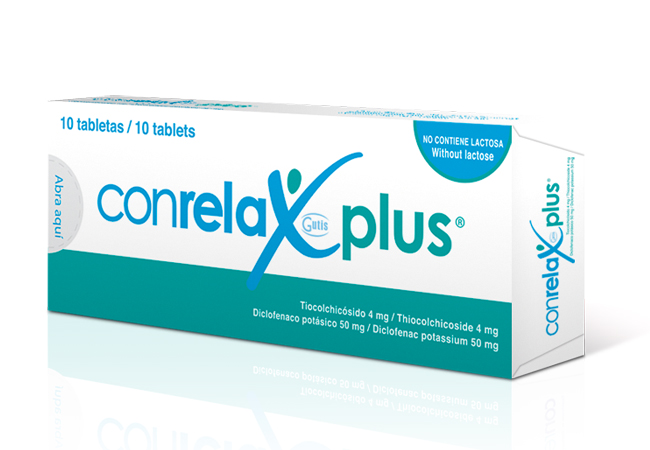 10 tabletas / 10 tablets
NO CONTIENE LACTOSA
Without lactose
Abra aquí
conrelax plus®
Gutis
Tiocolchicósido 4 mg / Thiocolchicoside 4 mg
Diclofenaco potásico 50 mg / Diclofenac potassium 50 mg
conrelax plus®